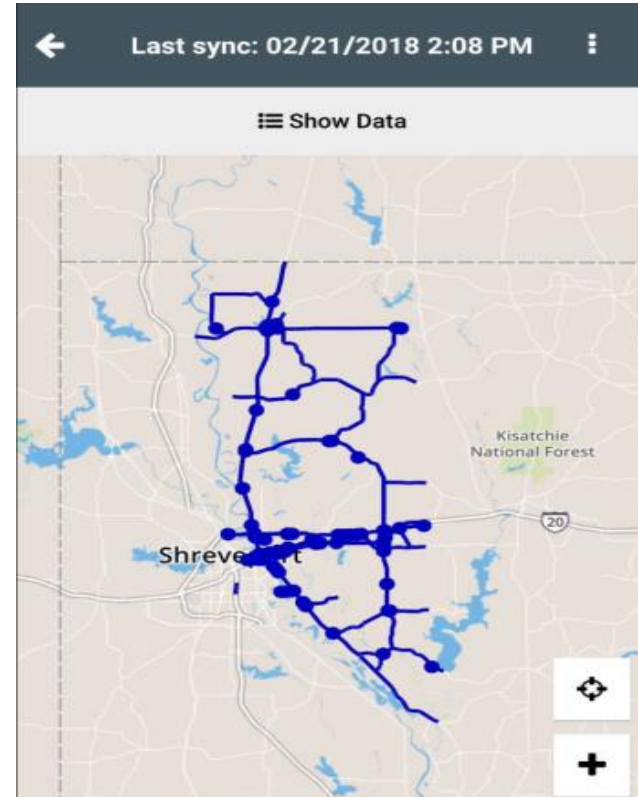 Last sync: 02/21/2018 2:08 PM
Show Data
Kisatchie
National Forest
20